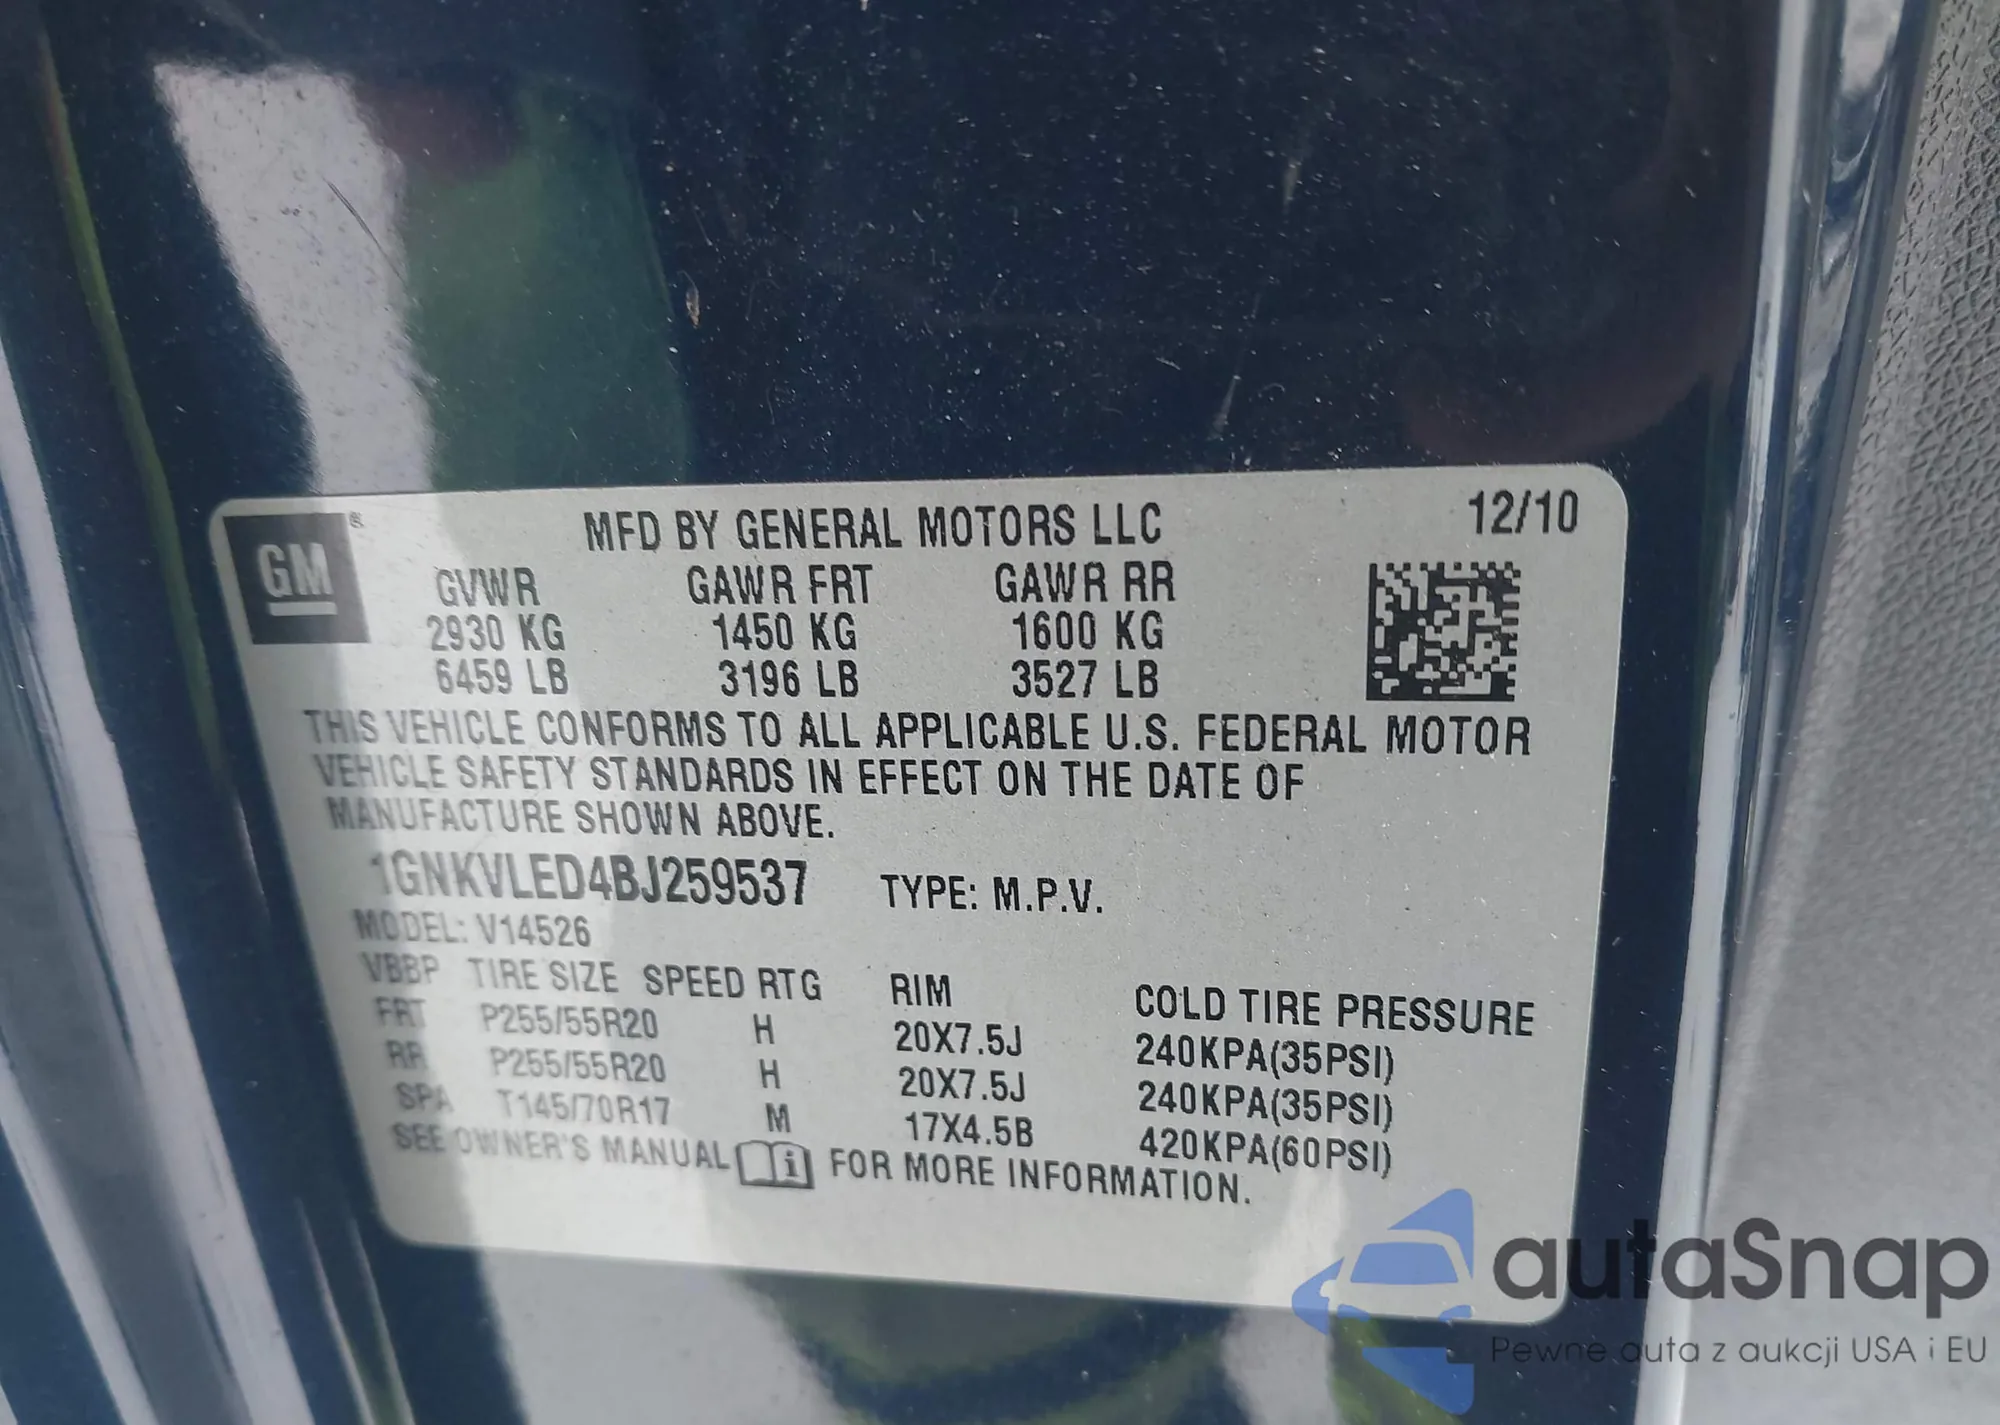 GM
MFD BY GENERAL MOTORS LLC 12/10
GVWR GAWR FRT GAWR RR
2930 KG 1450 KG 1600 KG
6459 LB 3196 LB 3527 LB
THIS VEHICLE CONFORMS TO ALL APPLICABLE U.S. FEDERAL MOTOR
VEHICLE SAFETY STANDARDS IN EFFECT ON THE DATE OF
MANUFACTURE SHOWN ABOVE.
1GNKVLED4BJ259537 TYPE: M.P.V.
MODEL: V14526
VBBP TIRE SIZE SPEED RTG RIM COLD TIRE PRESSURE
FRT P255/55R20 H 20X7.5J 240KPA(35PSI)
RR P255/55R20 H 20X7.5J 240KPA(35PSI)
SPA T145/70R17 M 17X4.5B 420KPA(60PSI)
SEE OWNER'S MANUAL FOR MORE INFORMATION.
autaSnap
Pewne auta z aukcji USA i EU